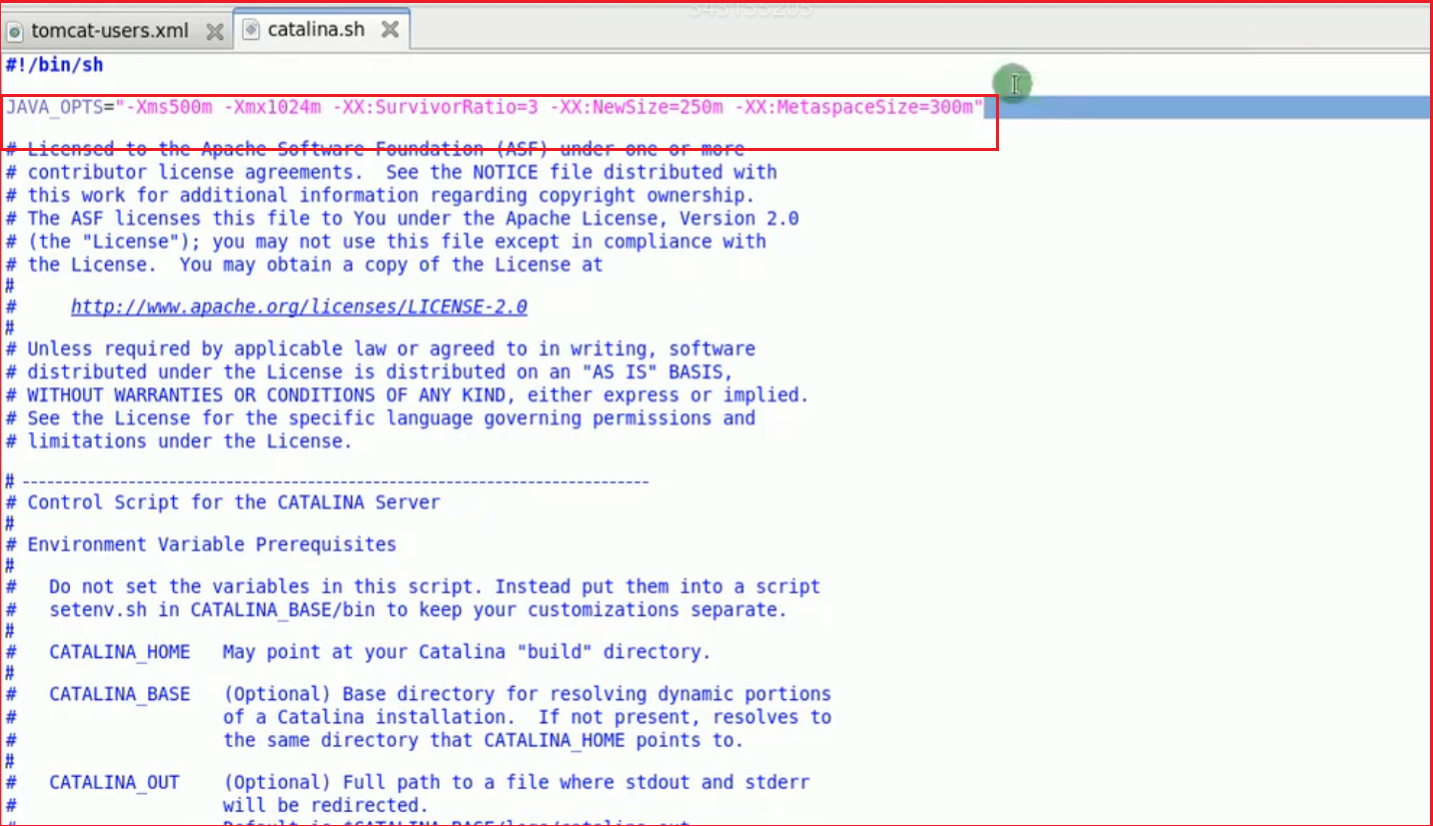 tomcat-users.xml catalina.sh
#!/bin/sh
JAVA_OPTS="-Xms500m -Xmx1024m -XX:SurvivorRatio=3 -XX:NewSize=250m -XX:MetaspaceSize=300m"
# Licensed to the Apache Software Foundation (ASF) under one or more
# contributor license agreements.  See the NOTICE file distributed with
# this work for additional information regarding copyright ownership.
# The ASF licenses this file to You under the Apache License, Version 2.0
# (the "License"); you may not use this file except in compliance with
# the License.  You may obtain a copy of the License at
#
#     http://www.apache.org/licenses/LICENSE-2.0
#
# Unless required by applicable law or agreed to in writing, software
# distributed under the License is distributed on an "AS IS" BASIS,
# WITHOUT WARRANTIES OR CONDITIONS OF ANY KIND, either express or implied.
# See the License for the specific language governing permissions and
# limitations under the License.
# -----------------------------------------------------------------------------
# Control Script for the CATALINA Server
#
# Environment Variable Prerequisites
#
#   Do not set the variables in this script. Instead put them into a script
#   setenv.sh in CATALINA_BASE/bin to keep your customizations separate.
#
#   CATALINA_HOME   May point at your Catalina "build" directory.
#
#   CATALINA_BASE   (Optional) Base directory for resolving dynamic portions
#                   of a Catalina installation.  If not present, resolves to
#                   the same directory that CATALINA_HOME points to.
#
#   CATALINA_OUT    (Optional) Full path to a file where stdout and stderr
#                   will be redirected.